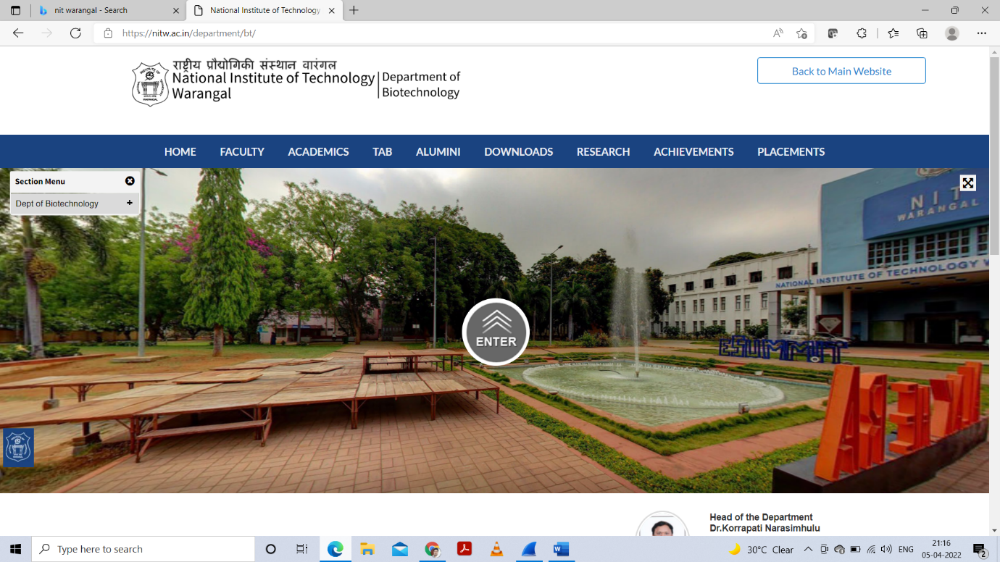 nit warangal - Search
National Institute of Technology
https://nitw.ac.in/department/bt/
राष्ट्रीय प्रौद्योगिकी संस्थान वारंगल
National Institute of Technology
Warangal
Department of
Biotechnology
Back to Main Website
HOME FACULTY ACADEMICS TAB ALUMINI DOWNLOADS RESEARCH ACHIEVEMENTS PLACEMENTS
Section Menu
Dept of Biotechnology +
NIT
WARANGAL
NATIONAL INSTITUTE OF TECHNOLOGY W
ENTER
ESUMMIT
Head of the Department
Dr.Korrapati Narasimhulu
Type here to search
30°C Clear
ENG
21:16
05-04-2022
2